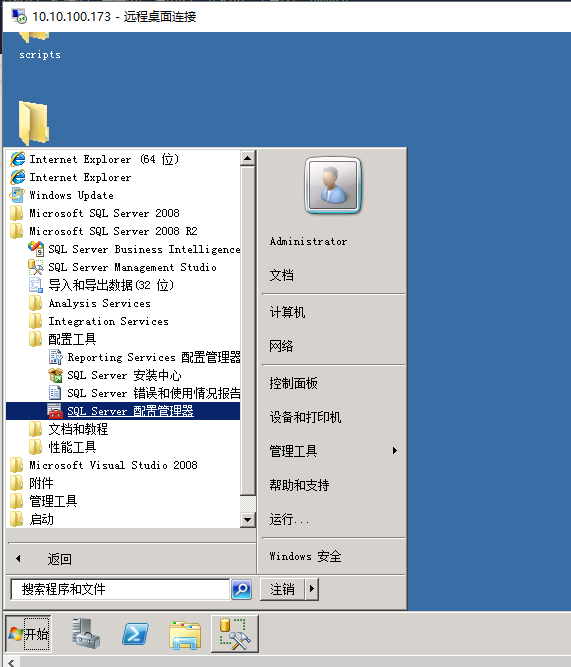 10.10.100.173 - 远程桌面连接
scripts
Internet Explorer (64 位)
Internet Explorer
Windows Update
Microsoft SQL Server 2008
Microsoft SQL Server 2008 R2
SQL Server Business Intelligence
SQL Server Management Studio
导入和导出数据(32 位)
Analysis Services
Integration Services
配置工具
Reporting Services 配置管理器
SQL Server 安装中心
SQL Server 错误和使用情况报告
SQL Server 配置管理器
文档和教程
性能工具
Microsoft Visual Studio 2008
附件
管理工具
启动
返回
搜索程序和文件
Administrator
文档
计算机
网络
控制面板
设备和打印机
管理工具
帮助和支持
运行...
Windows 安全
注销
开始